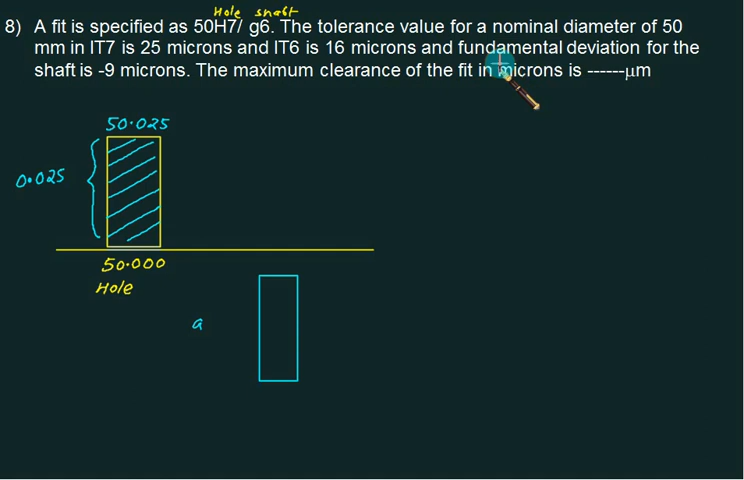 Hole shaft
8) A fit is specified as 50H7/ g6. The tolerance value for a nominal diameter of 50
mm in IT7 is 25 microns and IT6 is 16 microns and fundamental deviation for the
shaft is -9 microns. The maximum clearance of the fit in microns is ------μm
50.025
0.025
50.000
Hole
a